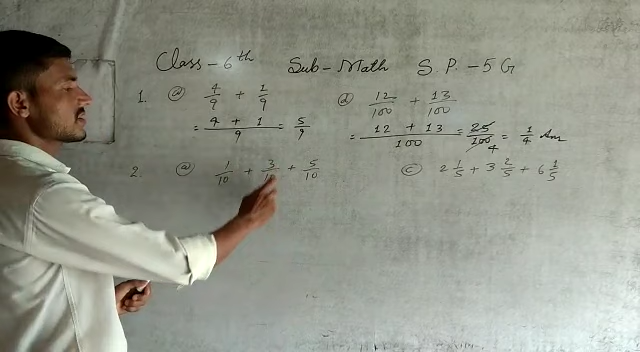 Class - 6th Sub - Math S. P. - 5 G
1. (a) 4/9 + 1/9 (d) 12/100 + 13/100
= 4 + 1/9 = 5/9 = 12 + 13/100 = 25/100 4 = 1/4 Ans
2. (a) 1/10 + 3/10 + 5/10 (c) 2 1/5 + 3 2/5 + 6 1/5